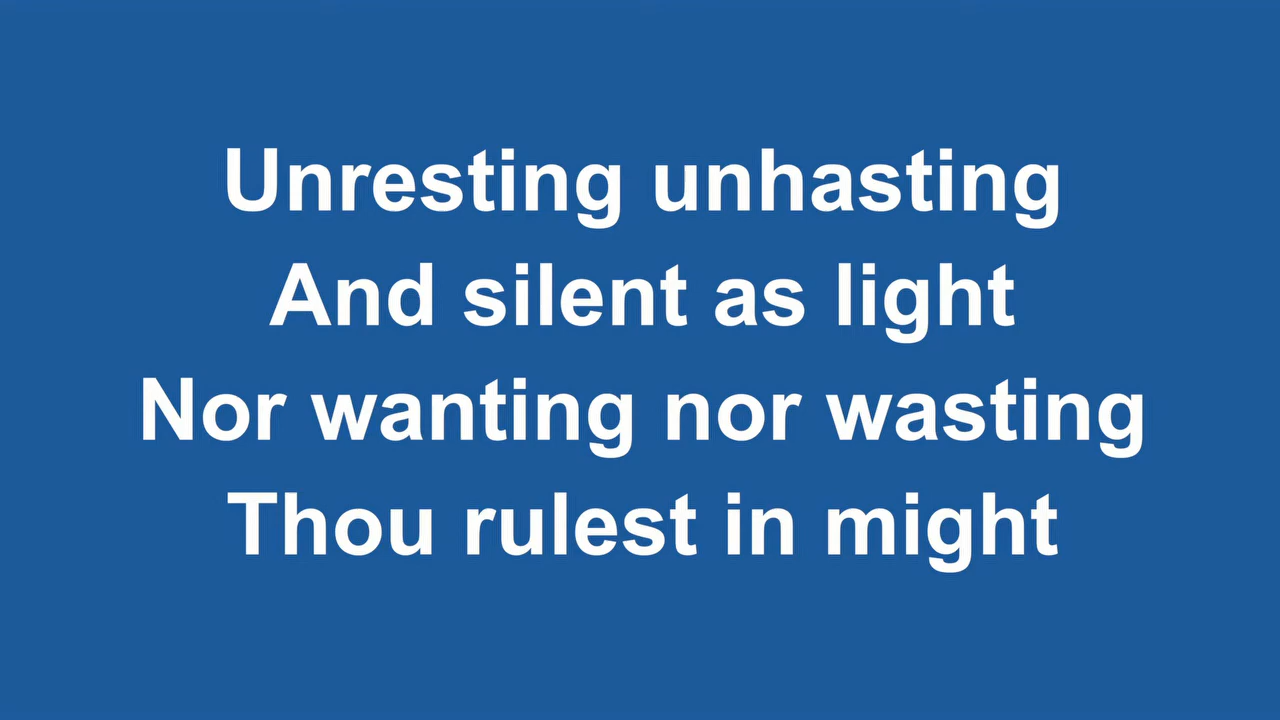 Unresting unhasting
And silent as light
Nor wanting nor wasting
Thou rulest in might